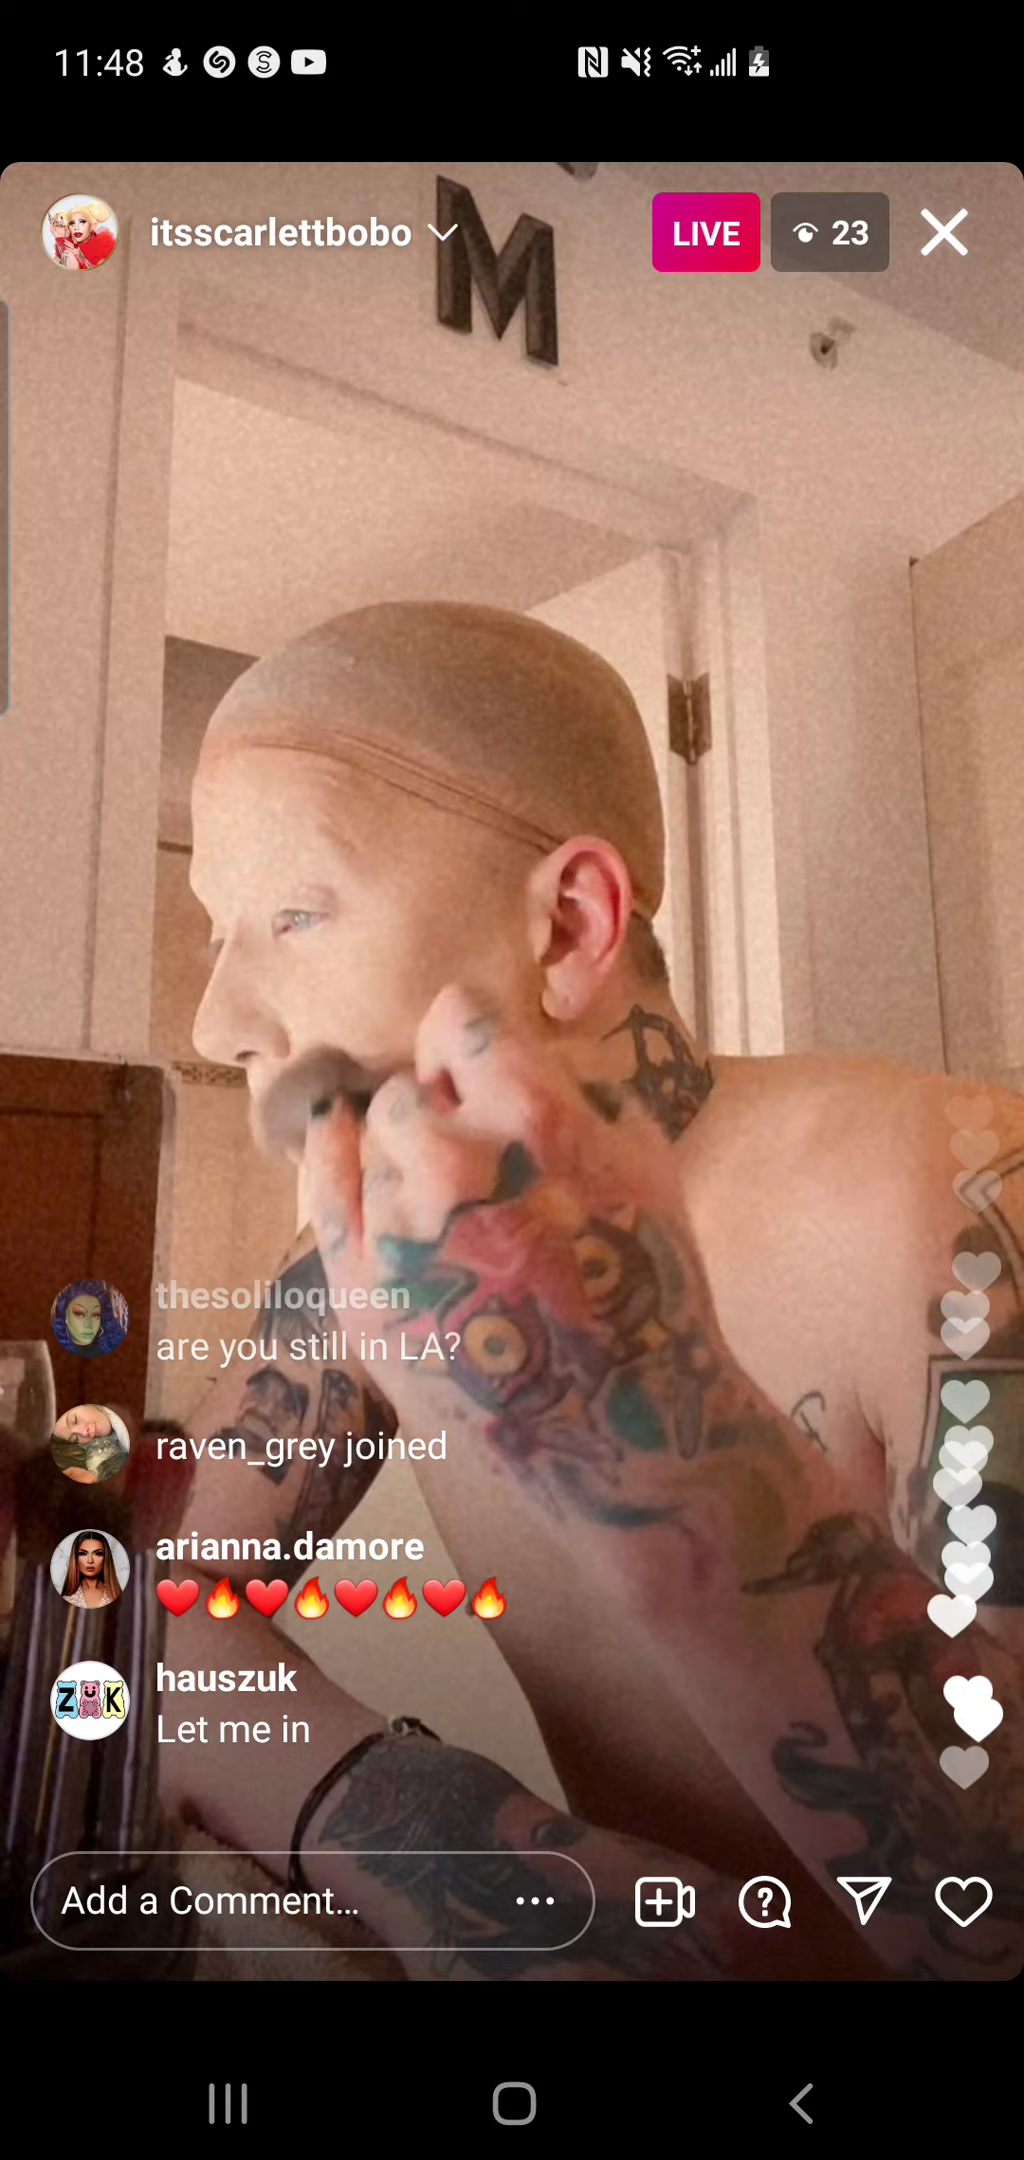 11:48
itsscarlettbobo
LIVE
23
M
thesoliloqueen
are you still in LA?
raven_grey joined
arianna.damore
❤️🔥❤️🔥❤️🔥❤️🔥
ZUK
hauszuk
Let me in
Add a Comment...